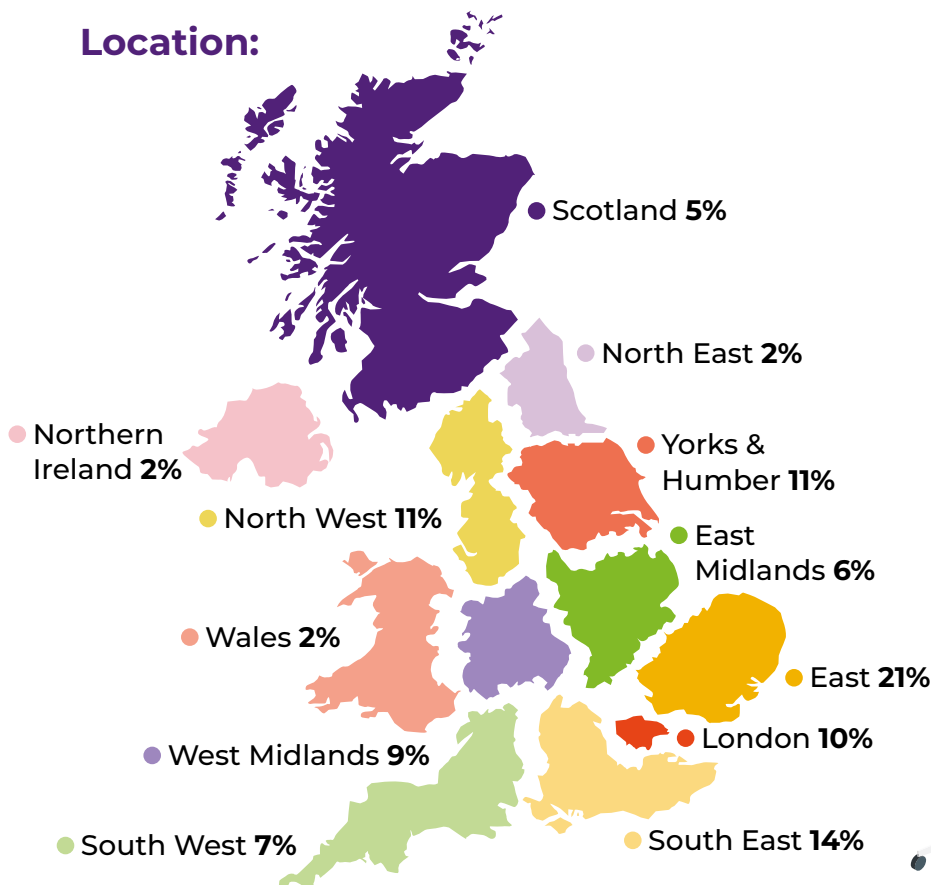 Location:
Scotland 5%
North East 2%
Northern
Ireland 2%
Yorks &
Humber 11%
North West 11%
East
Midlands 6%
Wales 2%
East 21%
London 10%
West Midlands 9%
South West 7%
South East 14%